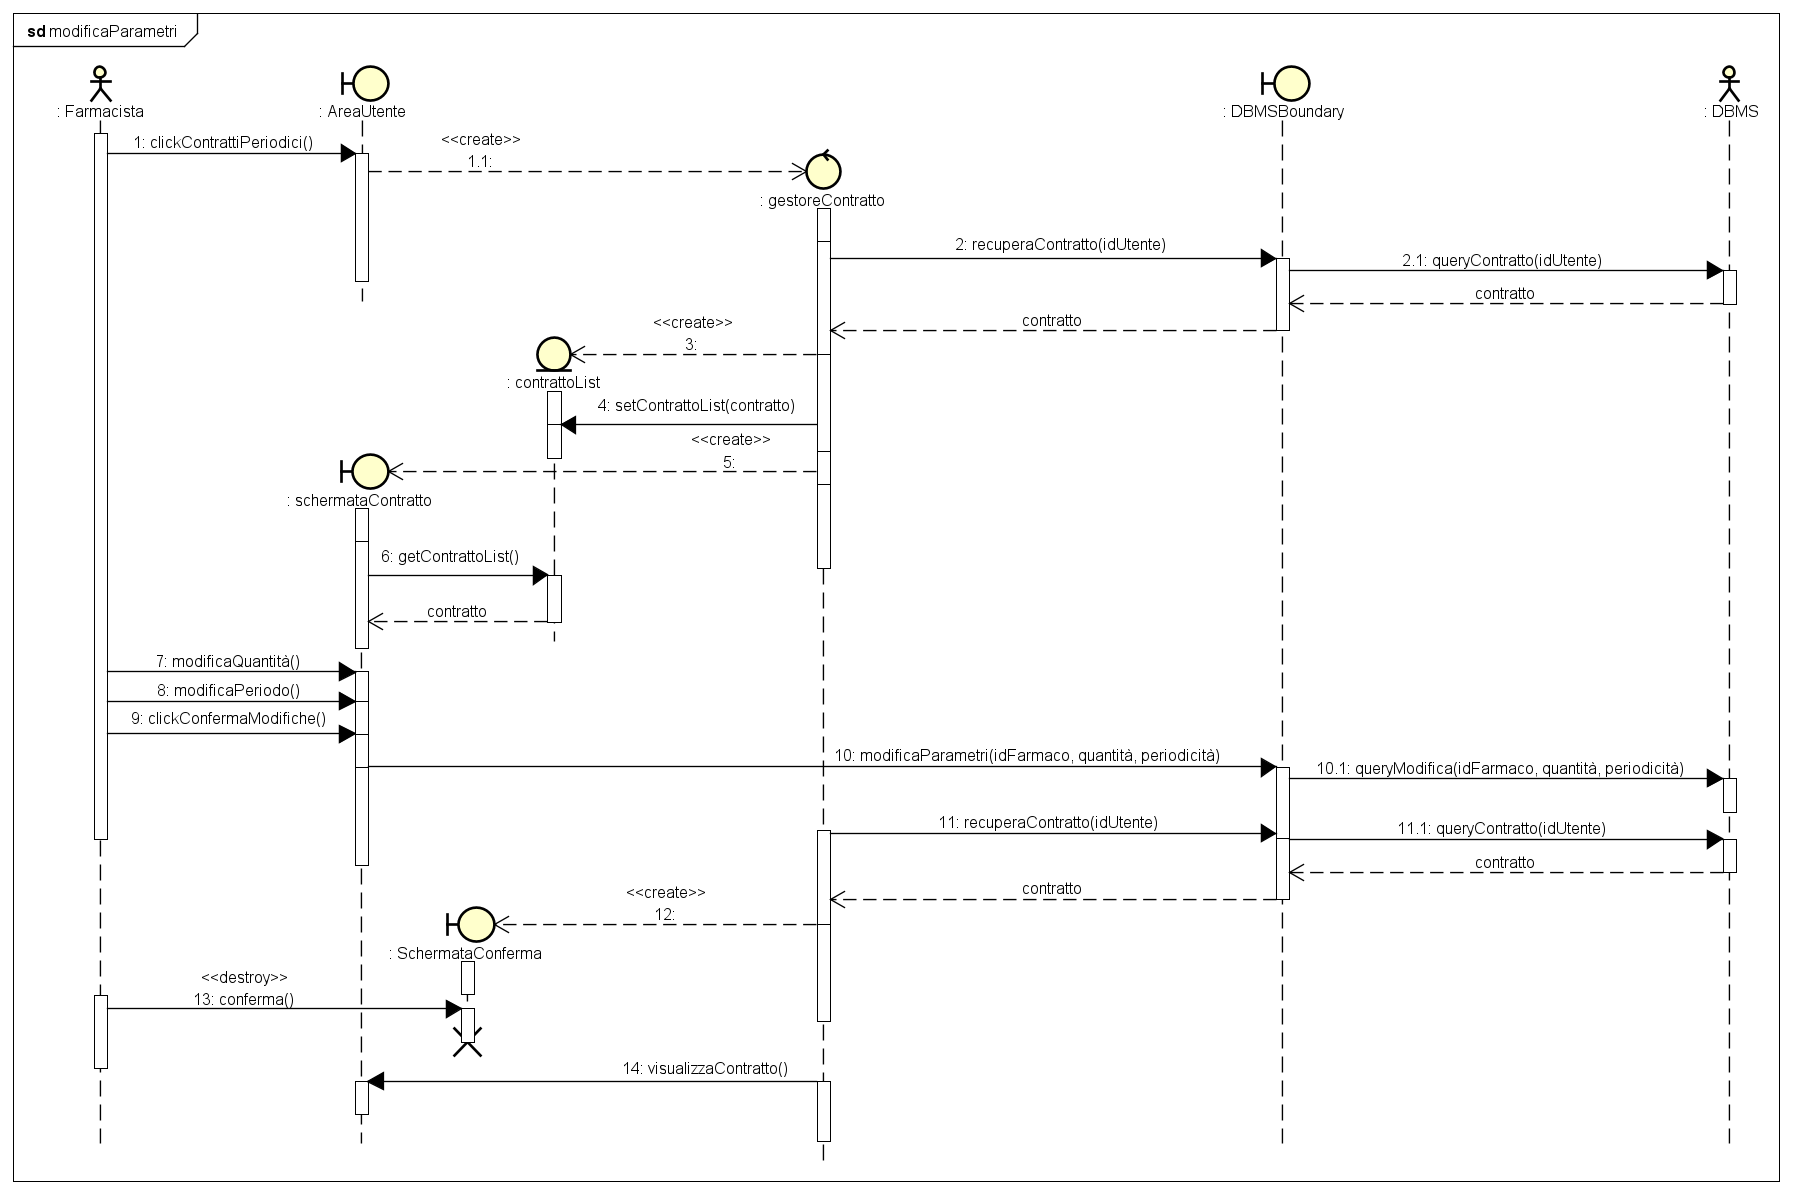 sd modificaParametri
: Farmacista
: AreaUtente
: DBMSBoundary
: DBMS
1: clickContrattiPeriodici()
<<create>>
1.1:
: gestoreContratto
2: recuperaContratto(idUtente)
2.1: queryContratto(idUtente)
contratto
contratto
<<create>>
3:
: contrattoList
4: setContrattoList(contratto)
<<create>>
5:
: schermataContratto
6: getContrattoList()
contratto
7: modificaQuantità()
8: modificaPeriodo()
9: clickConfermaModifiche()
10: modificaParametri(idFarmaco, quantità, periodicità)
10.1: queryModifica(idFarmaco, quantità, periodicità)
11: recuperaContratto(idUtente)
11.1: queryContratto(idUtente)
contratto
contratto
<<create>>
12:
: SchermataConferma
<<destroy>>
13: conferma()
14: visualizzaContratto()